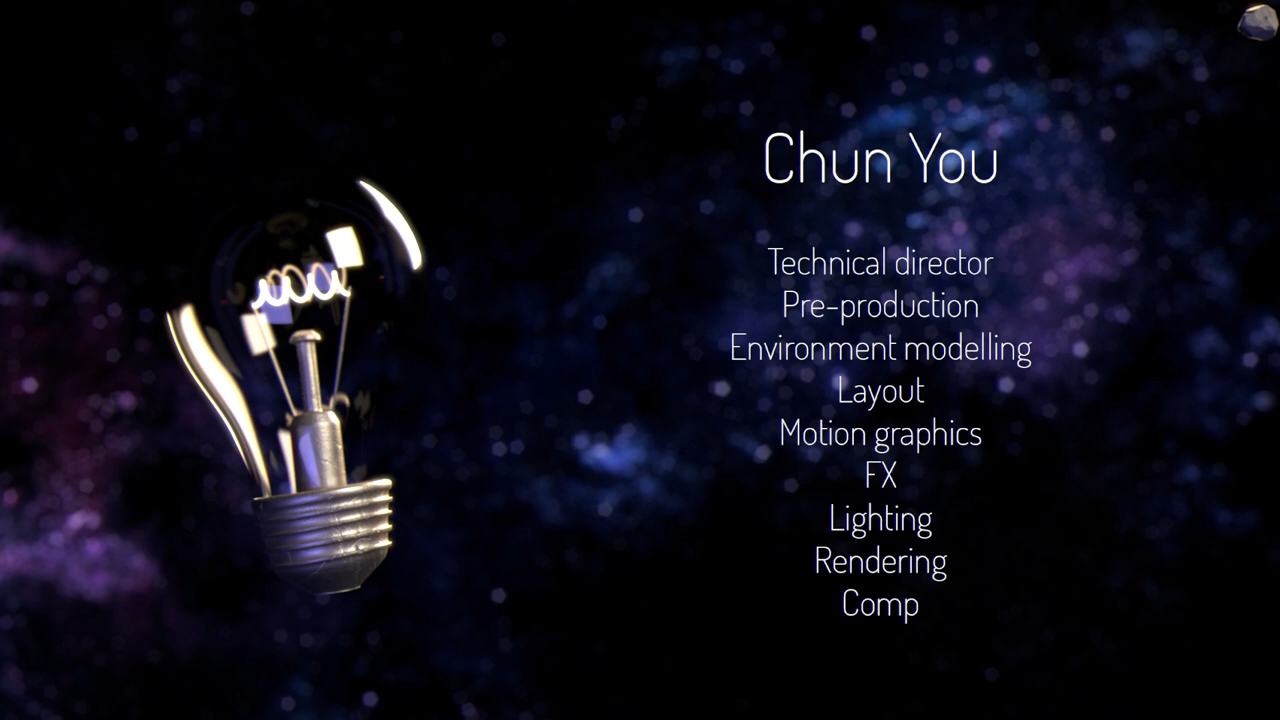 Chun You
Technical director
Pre-production
Environment modelling
Layout
Motion graphics
FX
Lighting
Rendering
Comp